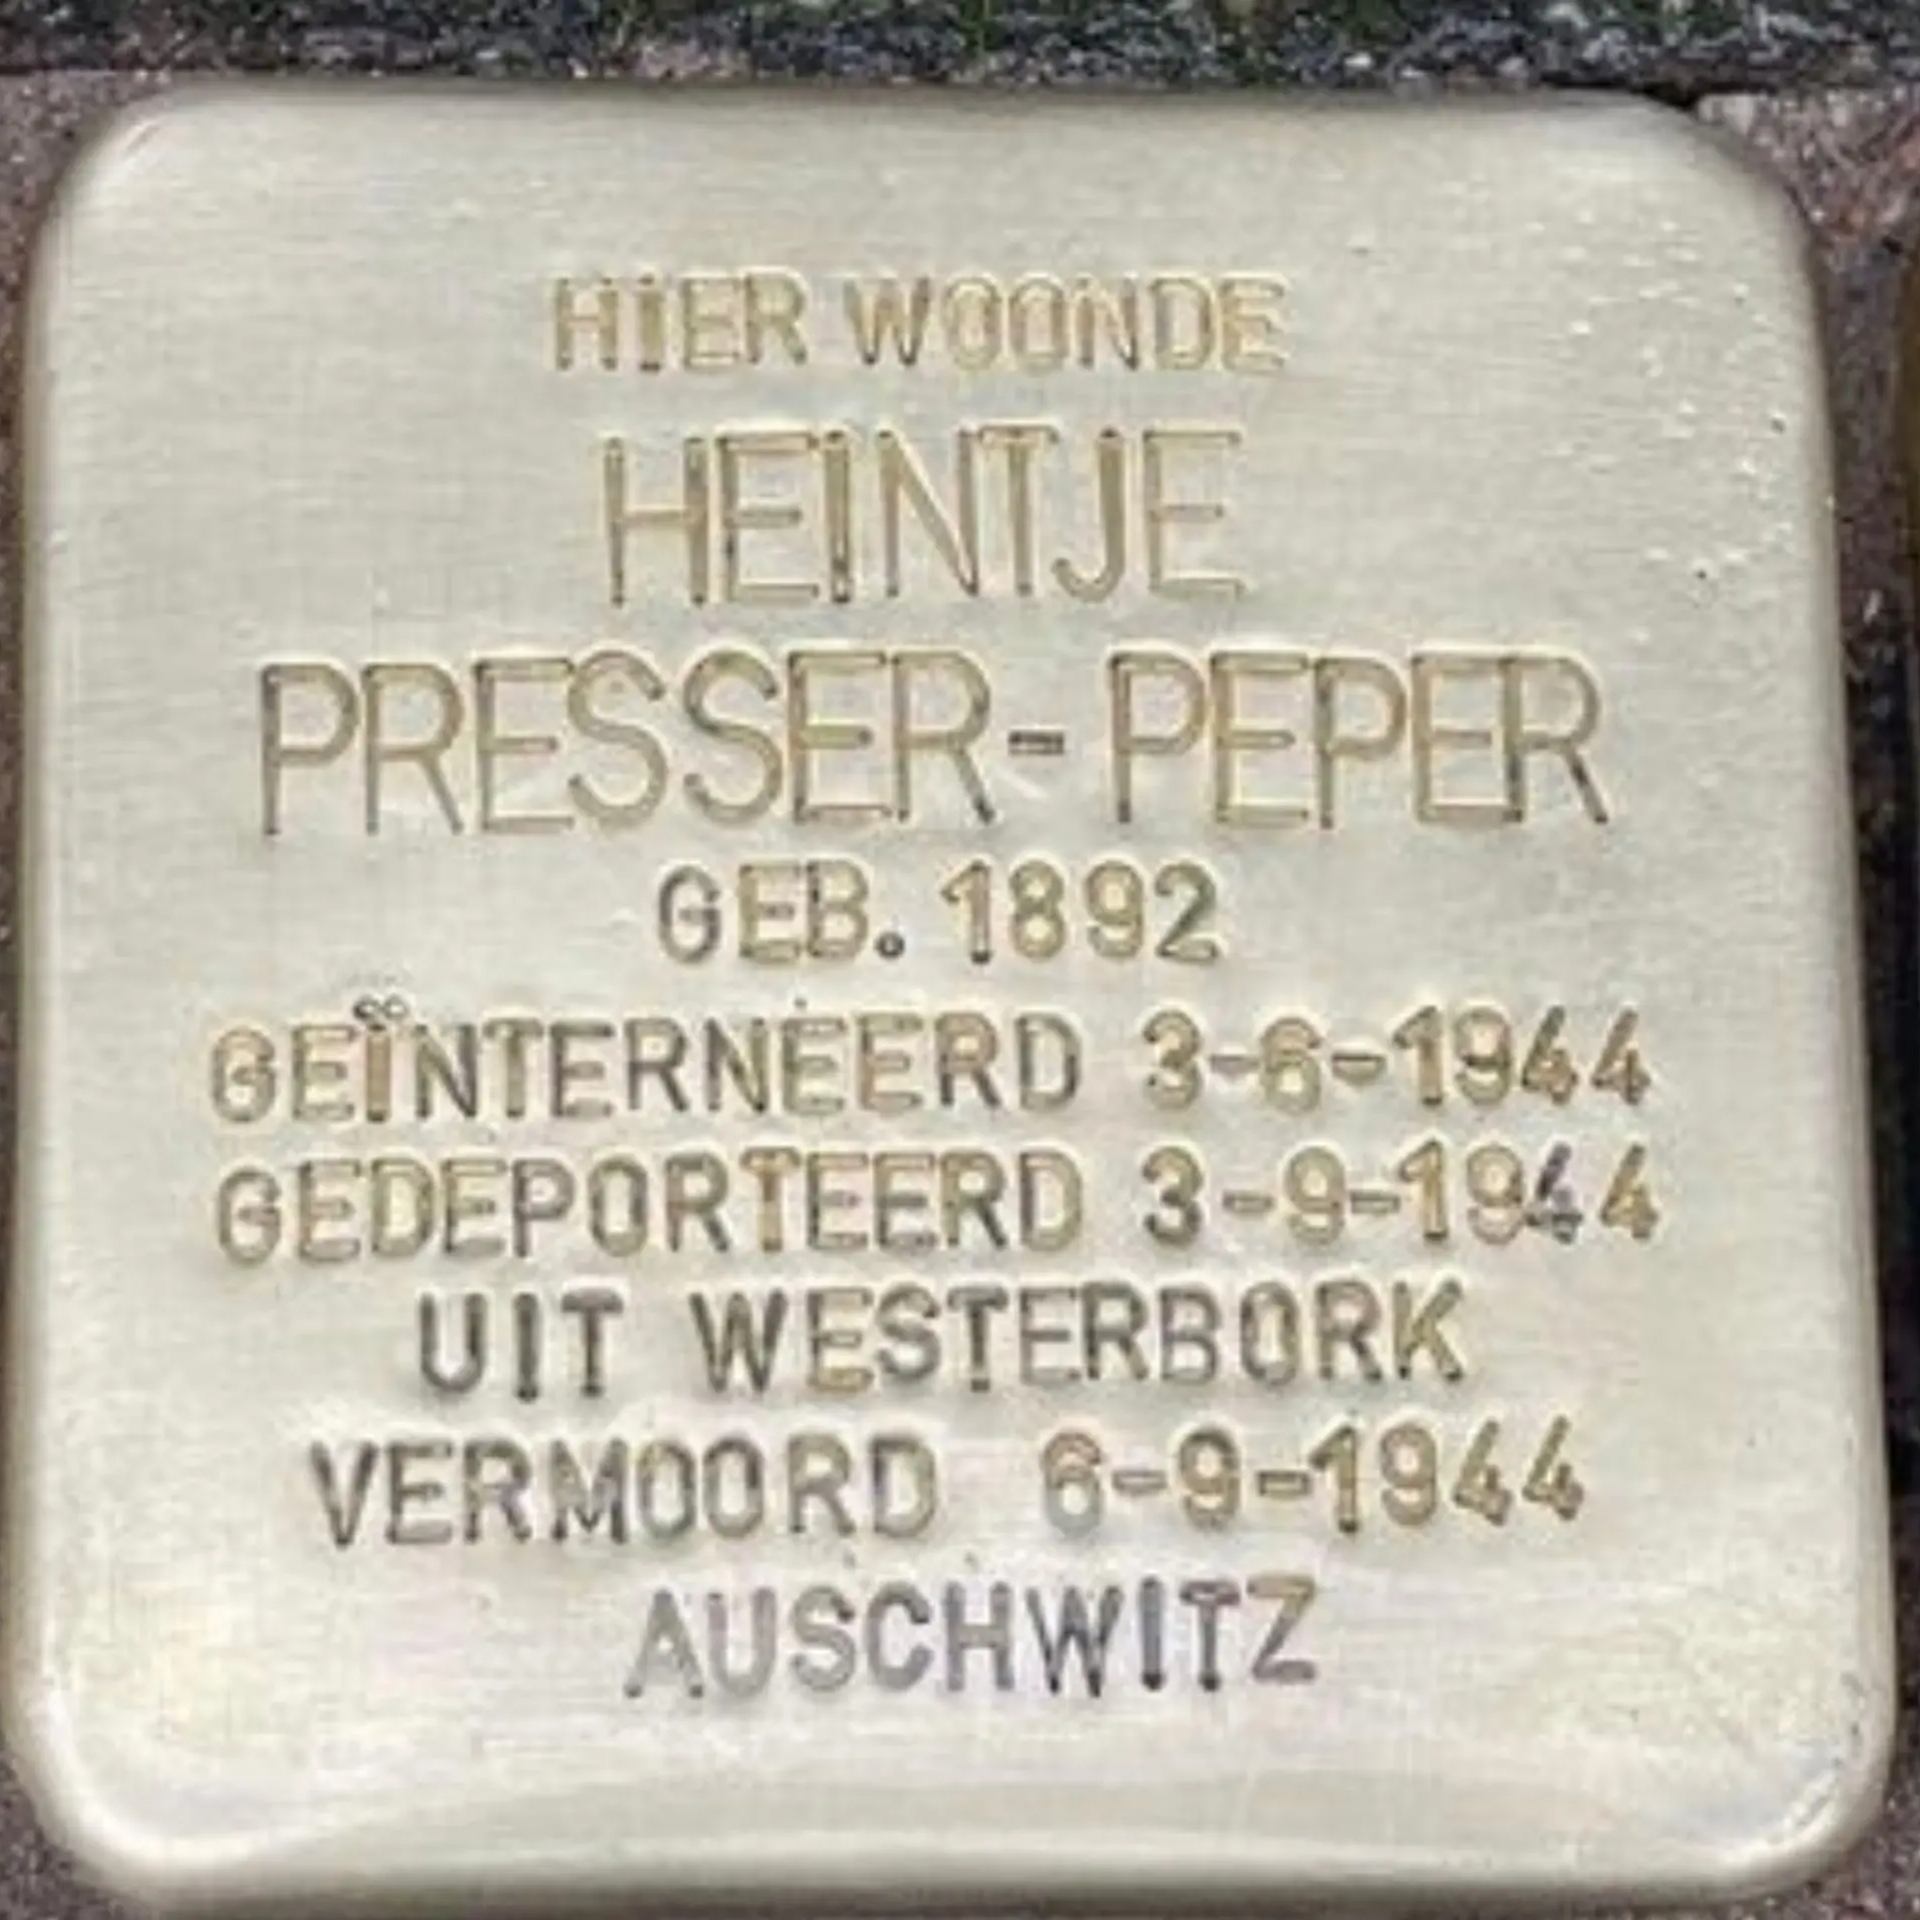 HIER WOONDE
HEINTJE
PRESSER-PEPER
GEB. 1892
GEÏNTERNEERD 3-6-1944
GEDEPORTEERD 3-9-1944
UIT WESTERBORK
VERMOORD 6-9-1944
AUSCHWITZ